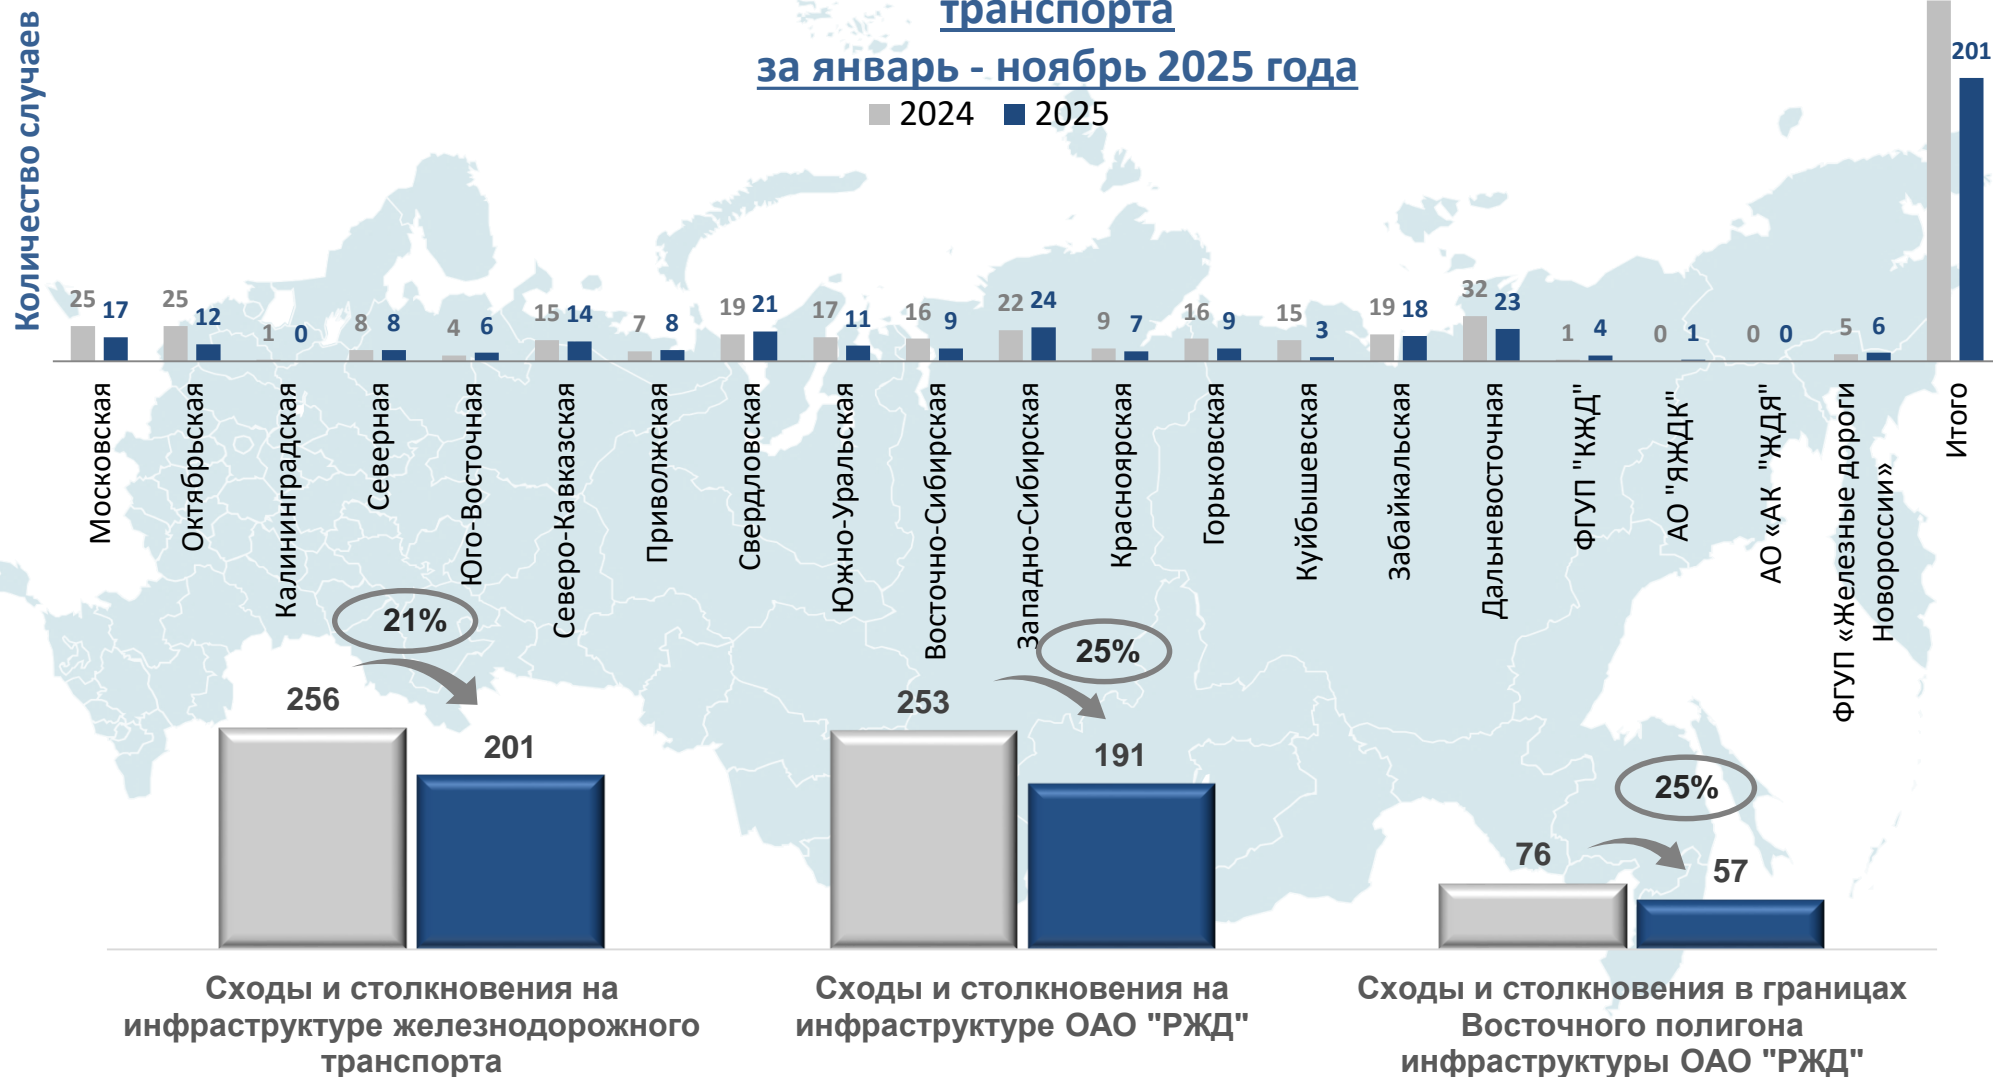 транспорта
за январь - ноябрь 2025 года
2024 2025
Количество случаев
201
25 17 25 12 1 0 8 8 4 6 15 14 7 8 19 21 17 11 16 9 22 24 9 7 16 9 15 3 19 18 32 23 1 4 0 1 0 0 5 6
Московская
Октябрьская
Калининградская
Северная
Юго-Восточная
Северо-Кавказская
Приволжская
Свердловская
Южно-Уральская
Восточно-Сибирская
Западно-Сибирская
Красноярская
Горьковская
Куйбышевская
Забайкальская
Дальневосточная
ФГУП "КЖД"
АО "ЯЖДК"
АО «АК "ЖДЯ"
ФГУП «Железные дороги
Новороссии»
Итого
21%
256
201
25%
253
191
25%
76
57
Сходы и столкновения на
инфраструктуре железнодорожного
транспорта
Сходы и столкновения на
инфраструктуре ОАО "РЖД"
Сходы и столкновения в границах
Восточного полигона
инфраструктуры ОАО "РЖД"